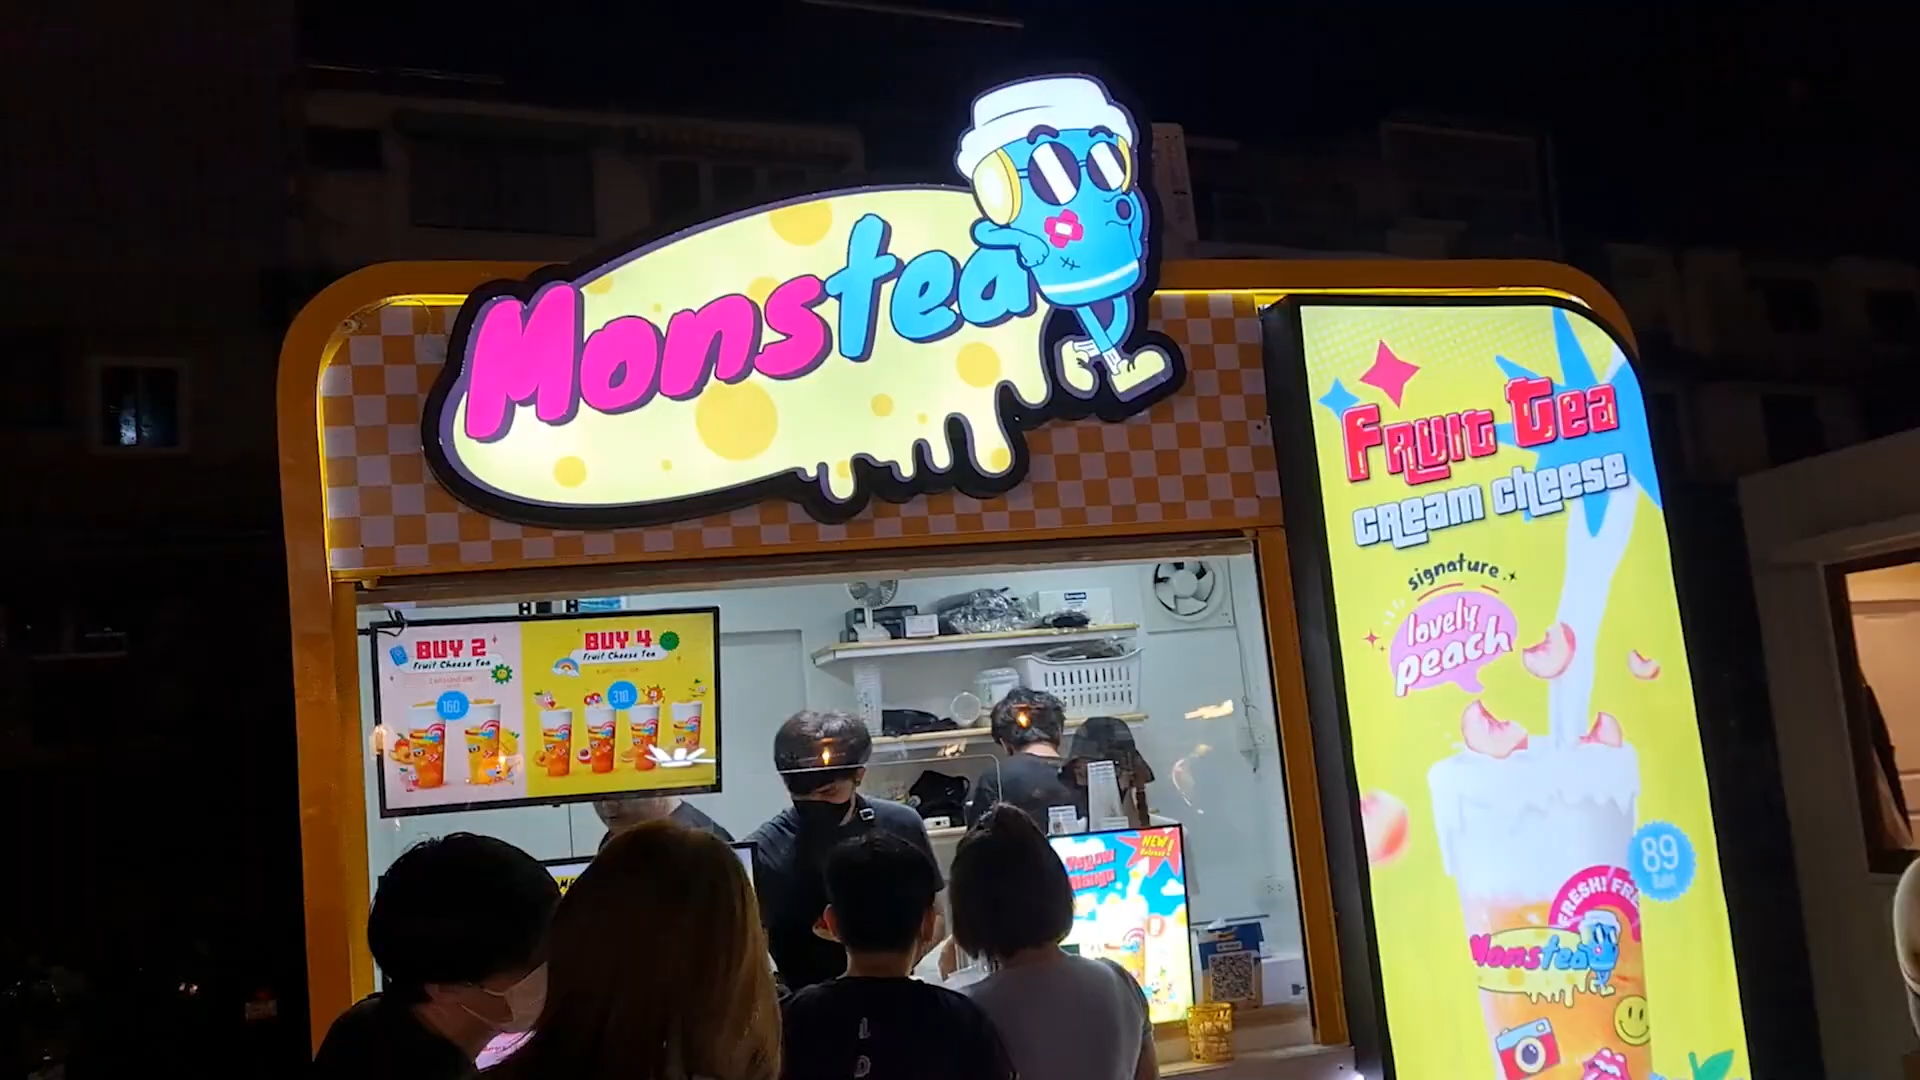 Monstea
Fruit Tea
cream cheese
signature
lovely
peach
89
FRESH! FR
Monstea
BUY 2
Fruit Cheese Tea
160
BUY 4
Fruit Cheese Tea
310
NEW!
L
D